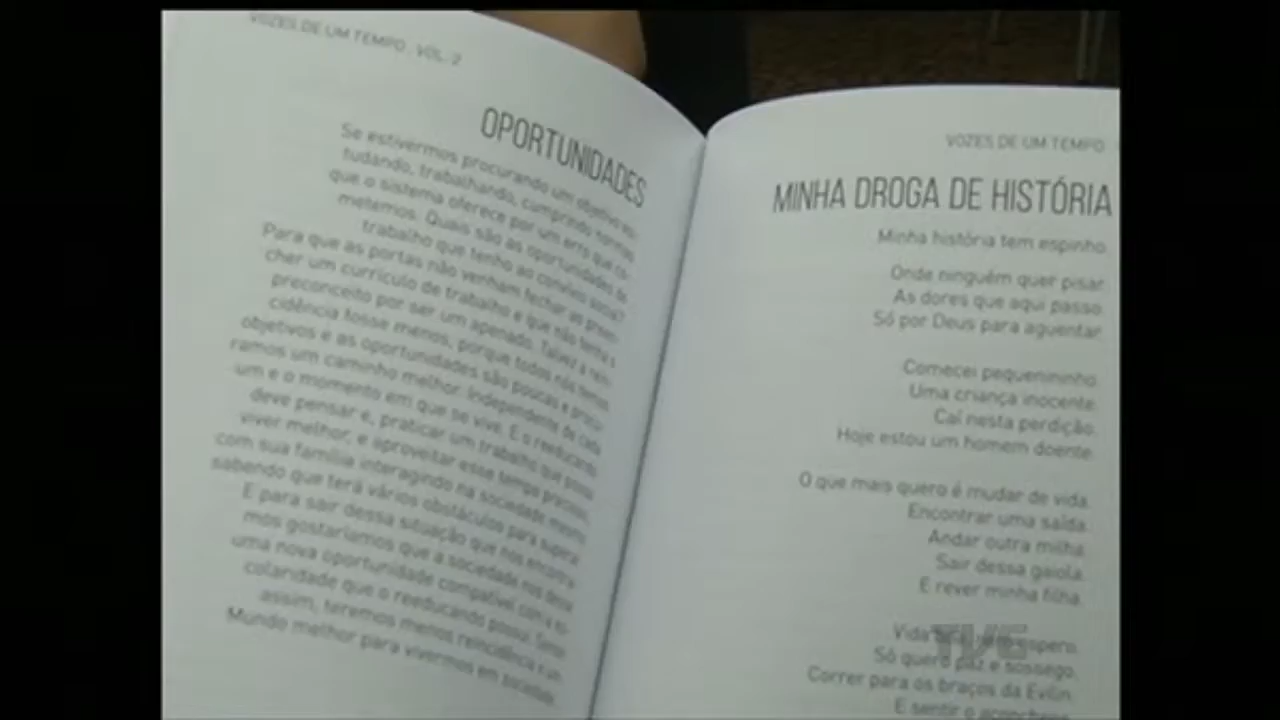 VOZES DE UM TEMPO . VOL. 2
OPORTUNIDADES
Se estivermos procurando um objetivo, es-
tudando, trabalhando, cumprindo normas
que o sistema oferece por um erro que co-
metemos. Quais são as oportunidades de
trabalho que tenho ao convívio social?
Para que as portas não venham fechar ao preen-
cher um currículo de trabalho e que não tenha o
preconceito por ser um apenado. Talvez a rein-
cidência fosse menos, porque todos nós temos
objetivos e as oportunidades são poucas e procu-
ramos um caminho melhor. Independente de cada
um e o momento em que se vive. E o reeducando
deve pensar e, praticar um trabalho que possa
viver melhor, e aproveitar esse tempo precioso,
com sua família interagindo na sociedade mesmo
sabendo que terá vários obstáculos para superar.
E para sair dessa situação que nos encontra-
mos gostaríamos que a sociedade nos desse
uma nova oportunidade compatível com a es-
colaridade que o reeducando possui. Sendo
assim, teremos menos reincidência e um
Mundo melhor para vivermos em sociedade.
VOZES DE UM TEMPO
MINHA DROGA DE HISTÓRIA
Minha história tem espinho.
Onde ninguém quer pisar.
As dores que aqui passo.
Só por Deus para aguentar.
Comecei pequenininho.
Uma criança inocente.
Caí nesta perdição.
Hoje estou um homem doente.
O que mais quero é mudar de vida.
Encontrar uma saída.
Andar outra milha.
Sair dessa gaiola.
E rever minha filha.
Vida espero.
Só quero paz e sossego.
Correr para os braços da Evilin.
E sentir o aconchego
TVG